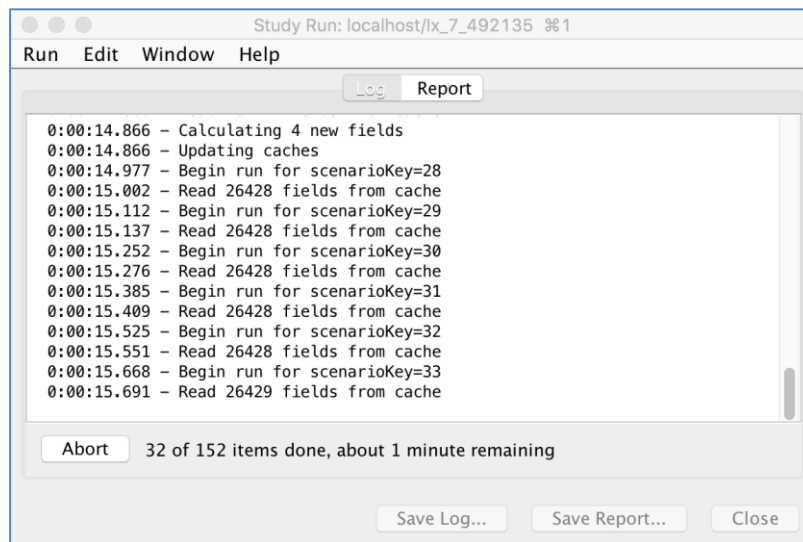 Study Run: localhost/lx_7_492135 ⌘1
Run Edit Window Help
Log Report
0:00:14.866 – Calculating 4 new fields
0:00:14.866 – Updating caches
0:00:14.977 – Begin run for scenarioKey=28
0:00:15.002 – Read 26428 fields from cache
0:00:15.112 – Begin run for scenarioKey=29
0:00:15.137 – Read 26428 fields from cache
0:00:15.252 – Begin run for scenarioKey=30
0:00:15.276 – Read 26428 fields from cache
0:00:15.385 – Begin run for scenarioKey=31
0:00:15.409 – Read 26428 fields from cache
0:00:15.525 – Begin run for scenarioKey=32
0:00:15.551 – Read 26428 fields from cache
0:00:15.668 – Begin run for scenarioKey=33
0:00:15.691 – Read 26429 fields from cache
Abort 32 of 152 items done, about 1 minute remaining
Save Log... Save Report... Close